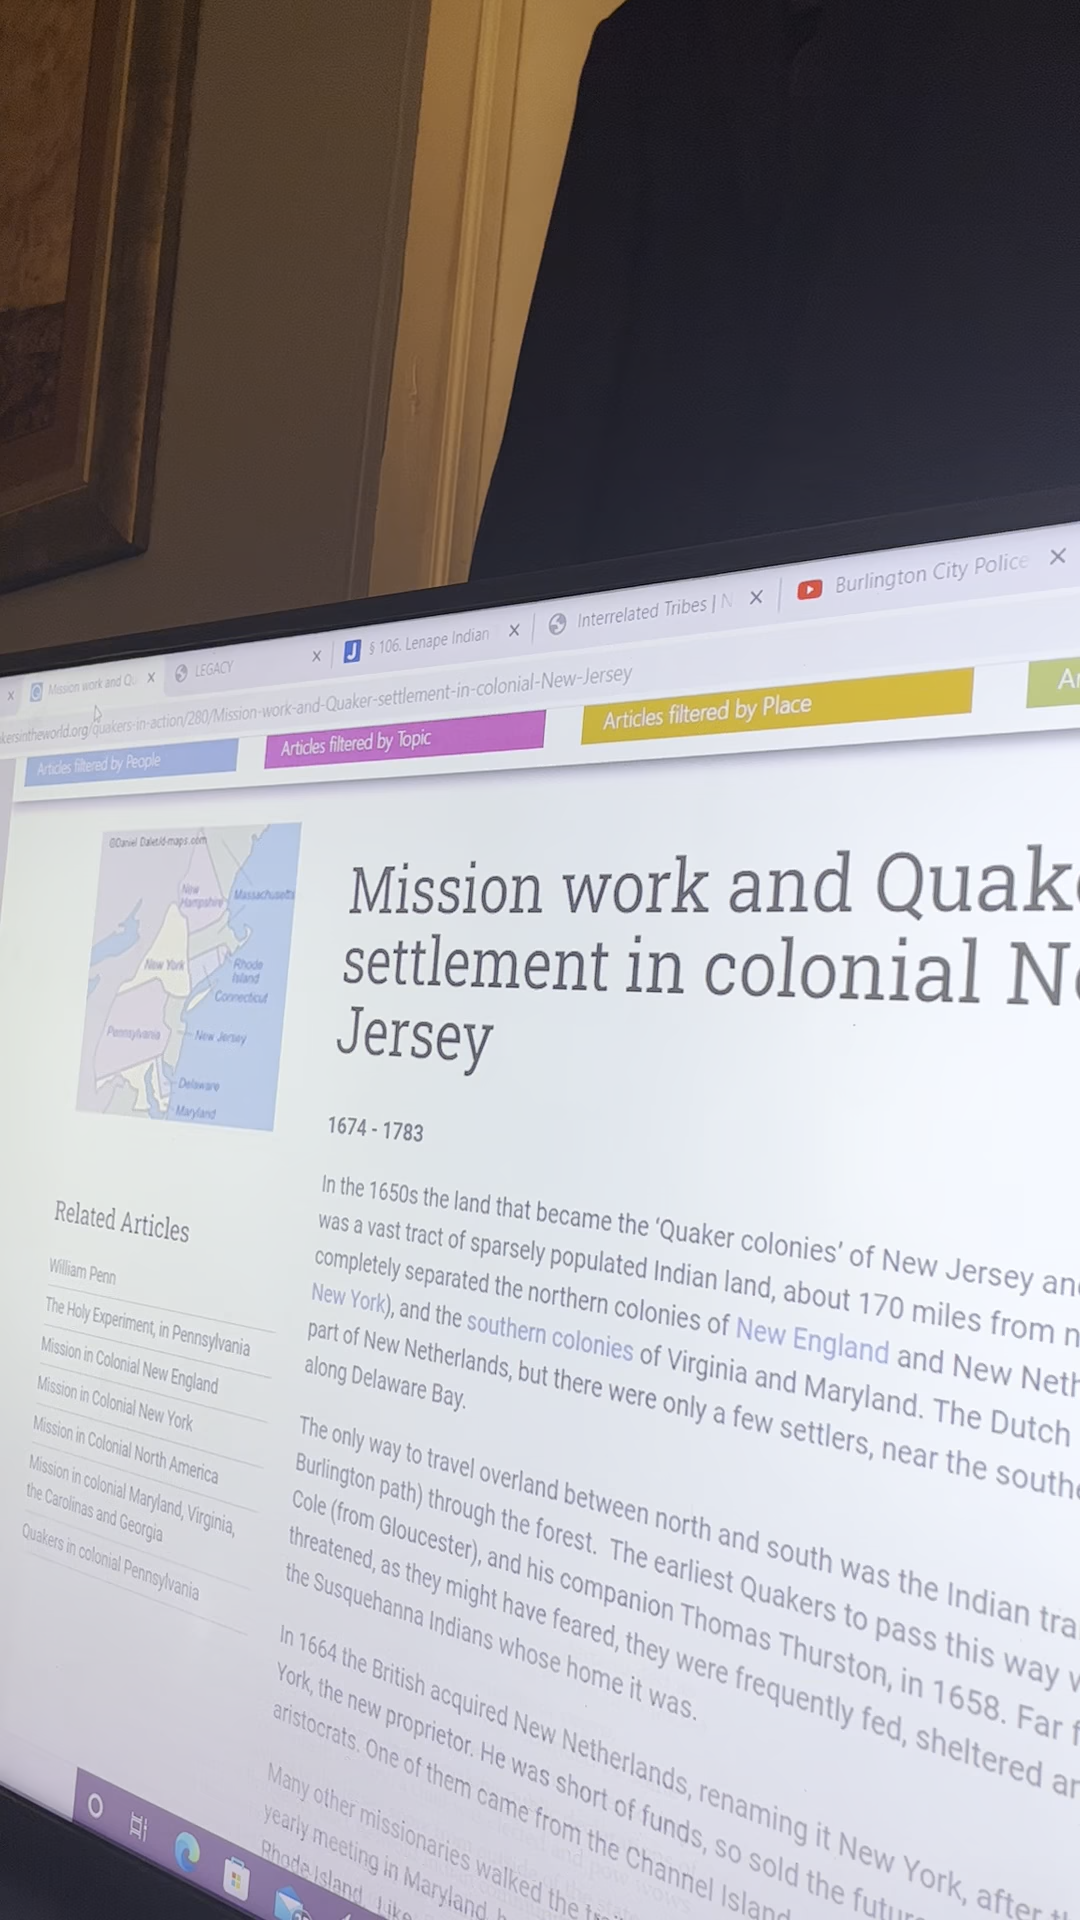 Mission work and Q
LEGACY
§ 106. Lenape Indian
Interrelated Tribes | N
Burlington City Police
kersintheworld.org/quakers-in-action/280/Mission-work-and-Quaker-settlement-in-colonial-New-Jersey
Articles filtered by People
Articles filtered by Topic
Articles filtered by Place
©Daniel Dalet/d-maps.com
New
Hampshire
Massachusetts
New York
Rhode
Island
Connecticut
Pennsylvania
New Jersey
Delaware
Maryland
Mission work and Quak
settlement in colonial N
Jersey
1674 - 1783
Related Articles
William Penn
The Holy Experiment, in Pennsylvania
Mission in Colonial New England
Mission in Colonial New York
Mission in Colonial North America
Mission in colonial Maryland, Virginia,
the Carolinas and Georgia
Quakers in colonial Pennsylvania
In the 1650s the land that became the ‘Quaker colonies’ of New Jersey an
was a vast tract of sparsely populated Indian land, about 170 miles from n
completely separated the northern colonies of New England and New Neth
New York), and the southern colonies of Virginia and Maryland. The Dutch
part of New Netherlands, but there were only a few settlers, near the southe
along Delaware Bay.
The only way to travel overland between north and south was the Indian tra
Burlington path) through the forest. The earliest Quakers to pass this way w
Cole (from Gloucester), and his companion Thomas Thurston, in 1658. Far f
threatened, as they might have feared, they were frequently fed, sheltered an
the Susquehanna Indians whose home it was.
In 1664 the British acquired New Netherlands, renaming it New York, after th
York, the new proprietor. He was short of funds, so sold the futur
aristocrats. One of them came from the Channel Island
Many other missionaries walked the trai
yearly meeting in Maryland, h
Rhode Island. Like